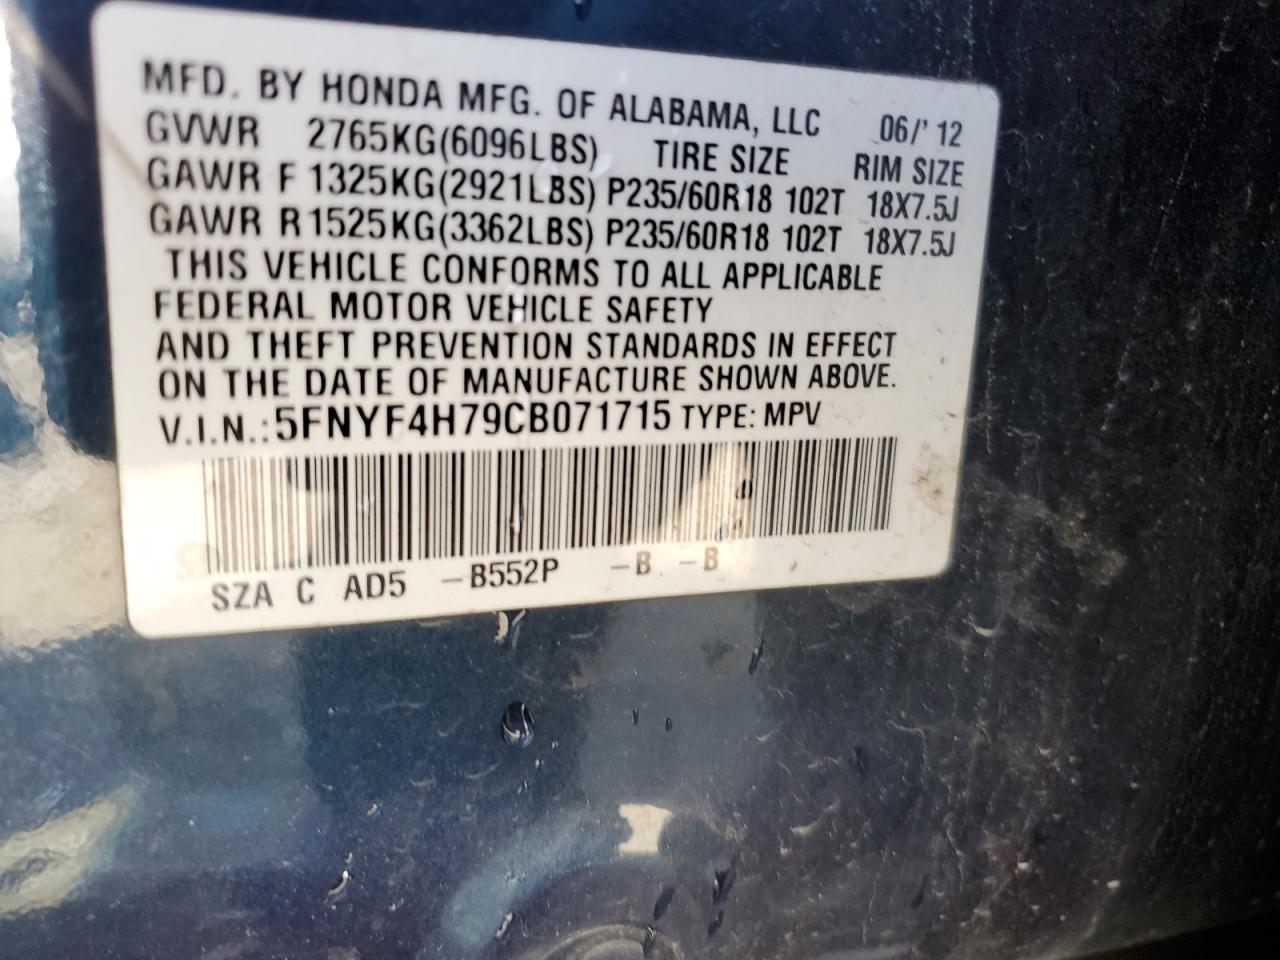 MFD. BY HONDA MFG. OF ALABAMA, LLC 06/'12
GVWR 2765KG(6096LBS) TIRE SIZE RIM SIZE
GAWR F 1325KG(2921LBS) P235/60R18 102T 18X7.5J
GAWR R 1525KG(3362LBS) P235/60R18 102T 18X7.5J
THIS VEHICLE CONFORMS TO ALL APPLICABLE
FEDERAL MOTOR VEHICLE SAFETY
AND THEFT PREVENTION STANDARDS IN EFFECT
ON THE DATE OF MANUFACTURE SHOWN ABOVE.
V.I.N.: 5FNYF4H79CB071715 TYPE: MPV
SZA C AD5 -B552P -B -B